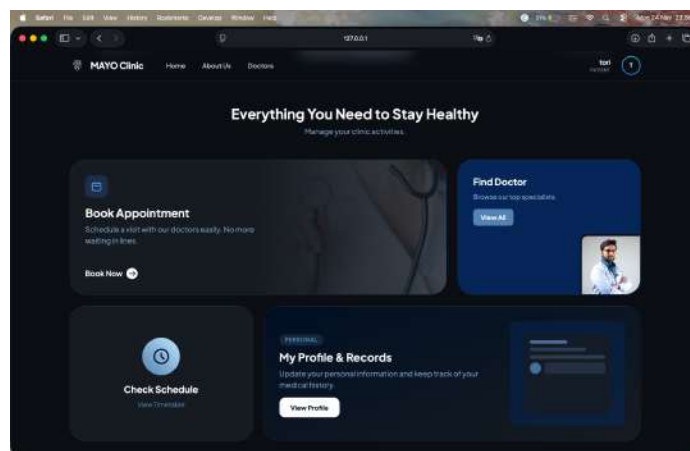 Safari File Edit View History Bookmarks Develop Window Help
127.0.0.1
MAYO Clinic Home About Us Doctors
tori
PATIENT
T
Everything You Need to Stay Healthy
Manage your clinic activities.
Book Appointment
Schedule a visit with our doctors easily. No more
waiting in lines.
Book Now
Find Doctor
Browse our top specialists.
View All
Check Schedule
View Timetable
PERSONAL
My Profile & Records
Update your personal information and keep track of your
medical history.
View Profile